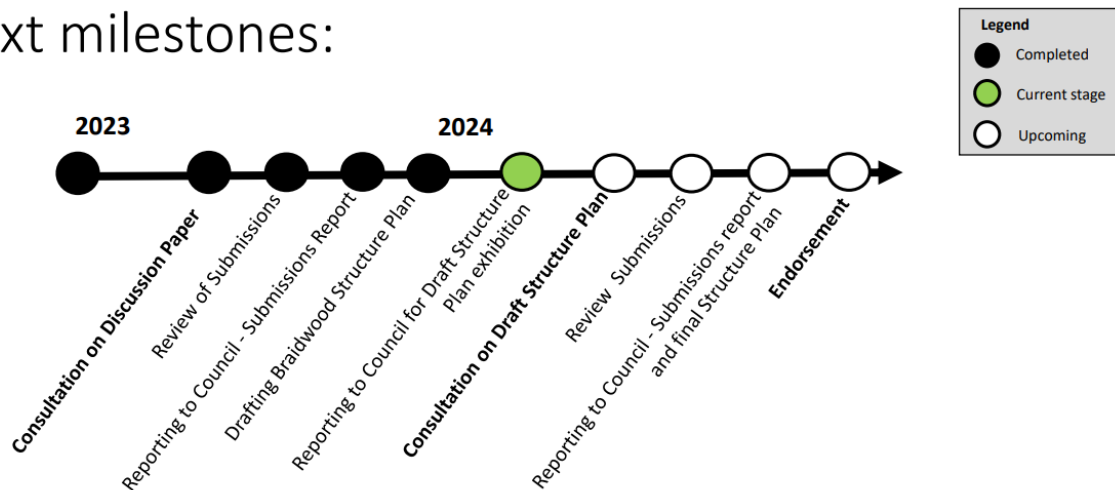 xt milestones:
Legend
Completed
Current stage
Upcoming
2023
2024
Consultation on Discussion Paper
Review of Submissions
Reporting to Council - Submissions Report
Drafting Braidwood Structure Plan
Reporting to Council for Draft Structure
Plan exhibition
Consultation on Draft Structure Plan
Review Submissions
Reporting to Council - Submissions report
and final Structure Plan
Endorsement